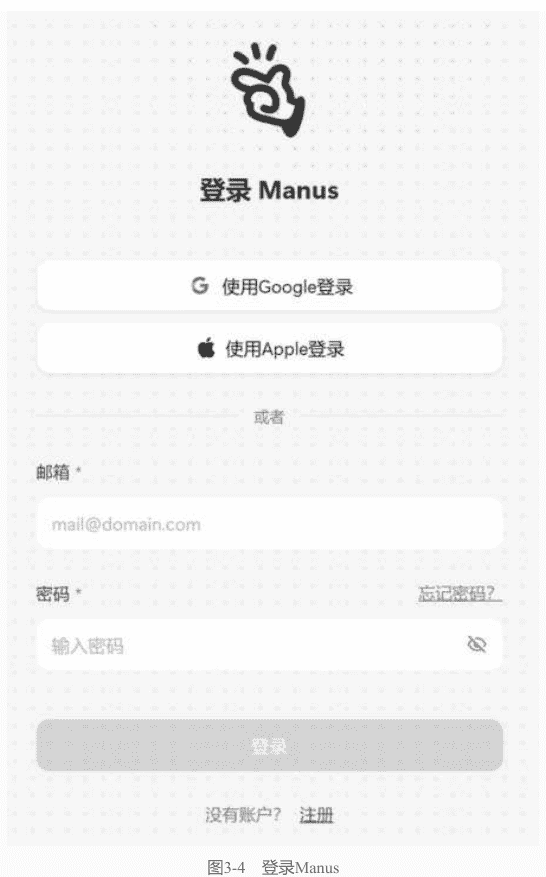 登录 Manus
使用Google登录
使用Apple登录
或者
邮箱 *
mail@domain.com
密码 * 忘记密码？
输入密码
登录
没有账户？ 注册
图3-4 登录Manus